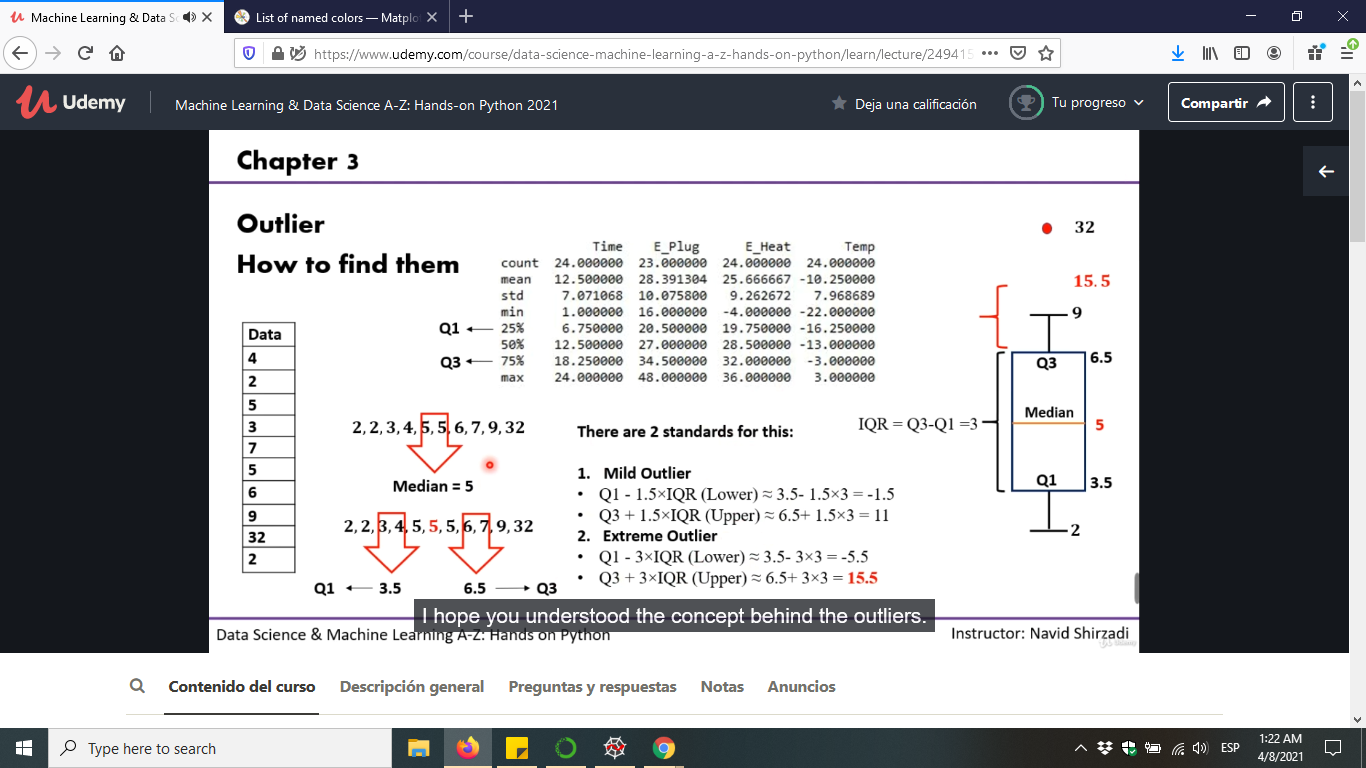 Machine Learning & Data Sc
List of named colors — Matplo
https://www.udemy.com/course/data-science-machine-learning-a-z-hands-on-python/learn/lecture/249415
Udemy
Machine Learning & Data Science A-Z: Hands-on Python 2021
Deja una calificación
Tu progreso
Compartir
Chapter 3
Outlier
How to find them
Time E_Plug E_Heat Temp
count 24.000000 23.000000 24.000000 24.000000
mean 12.500000 28.391304 25.666667 -10.250000
std 7.071068 10.075800 9.262672 7.968689
min 1.000000 16.000000 -4.000000 -22.000000
Q1 ← 25% 6.750000 20.500000 19.750000 -16.250000
50% 12.500000 27.000000 28.500000 -13.000000
Q3 ← 75% 18.250000 34.500000 32.000000 -3.000000
max 24.000000 48.000000 36.000000 3.000000
Data
4
2
5
3
7
5
6
9
32
2
2, 2, 3, 4, 5, 5, 6, 7, 9, 32
Median = 5
2, 2, 3, 4, 5, 5, 5, 6, 7, 9, 32
Q1 ← 3.5 6.5 → Q3
There are 2 standards for this:
1. Mild Outlier
• Q1 - 1.5×IQR (Lower) ≈ 3.5- 1.5×3 = -1.5
• Q3 + 1.5×IQR (Upper) ≈ 6.5+ 1.5×3 = 11
2. Extreme Outlier
• Q1 - 3×IQR (Lower) ≈ 3.5- 3×3 = -5.5
• Q3 + 3×IQR (Upper) ≈ 6.5+ 3×3 = 15.5
32
15.5
9
Q3 6.5
IQR = Q3-Q1 =3
Median
5
Q1 3.5
2
I hope you understood the concept behind the outliers.
Data Science & Machine Learning A-Z: Hands on Python
Instructor: Navid Shirzadi
Udemy
Contenido del curso
Descripción general
Preguntas y respuestas
Notas
Anuncios
Type here to search
ESP
1:22 AM
4/8/2021